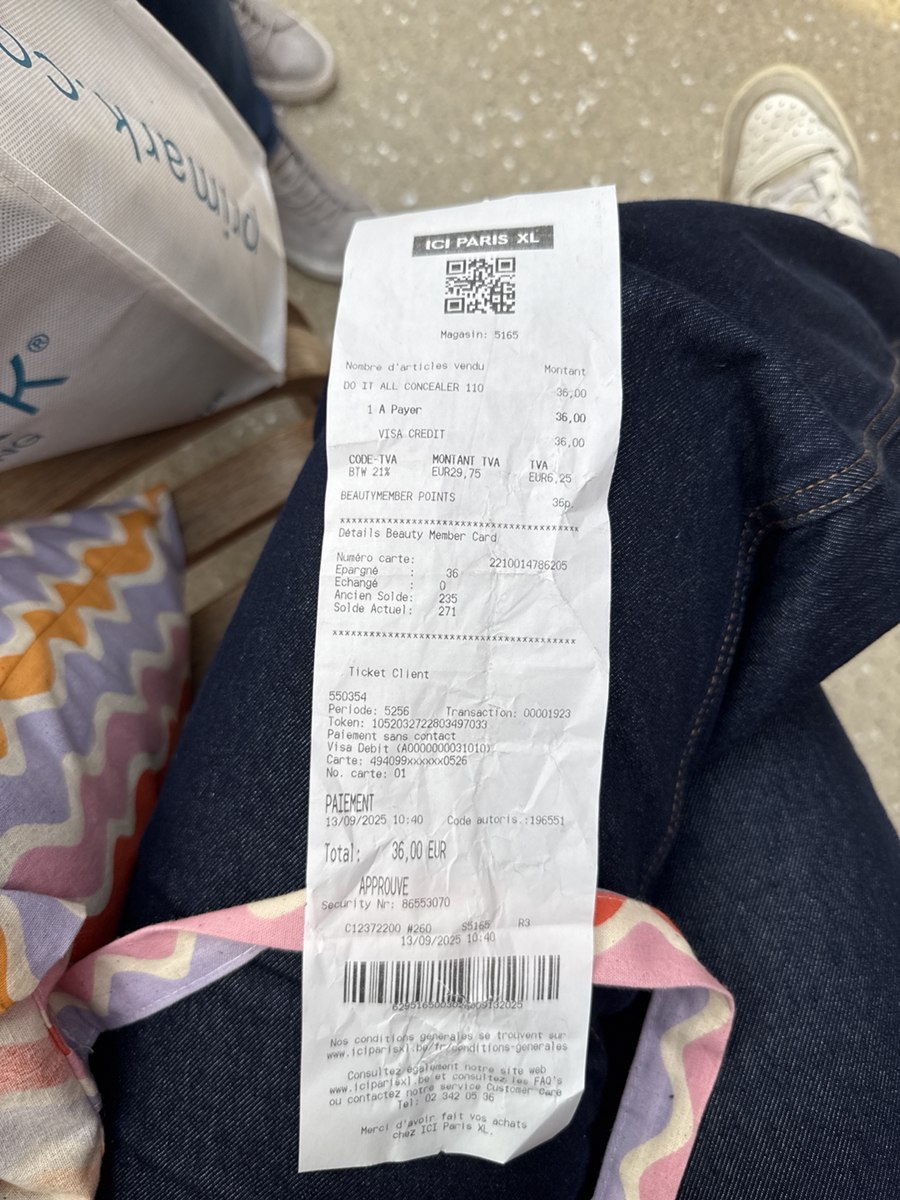 primark.co
K®
ICI PARIS XL
Magasin: 5165
Nombre d'articles vendu Montant
DO IT ALL CONCEALER 110 36,00
1 A Payer 36,00
VISA CREDIT 36,00
CODE-TVA MONTANT TVA TVA
BTW 21% EUR29,75 EUR6,25
BEAUTYMEMBER POINTS 36p.
xxxxxxxxxxxxxxxxxxxxxxxxxxxxxxxxxxxxxxxx
Détails Beauty Member Card
Numéro carte: 2210014786205
Epargné : 36
Echangé : 0
Ancien Solde: 235
Solde Actuel: 271
xxxxxxxxxxxxxxxxxxxxxxxxxxxxxxxxxxxxxxxx
Ticket Client
550354
Periode: 5256 Transaction: 00001923
Token: 1052032722803497033
Paiement sans contact
Visa Debit (A0000000031010)
Carte: 494099xxxxxx0526
No. carte: 01
PAIEMENT
13/09/2025 10:40 Code autoris.:196551
Total: 36,00 EUR
APPROUVE
Security Nr: 86553070
C12372200 #260 S5165 R3
13/09/2025 10:40
Nos conditions générales se trouvent sur
www.iciparisxl.be/fr/conditions-generales
Consultez également notre site web
www.iciparisxl.be et consultez les FAQ's
ou contactez notre service Customer care
Tel: 02 342 05 36
Merci d'avoir fait vos achats
chez ICI Paris XL.